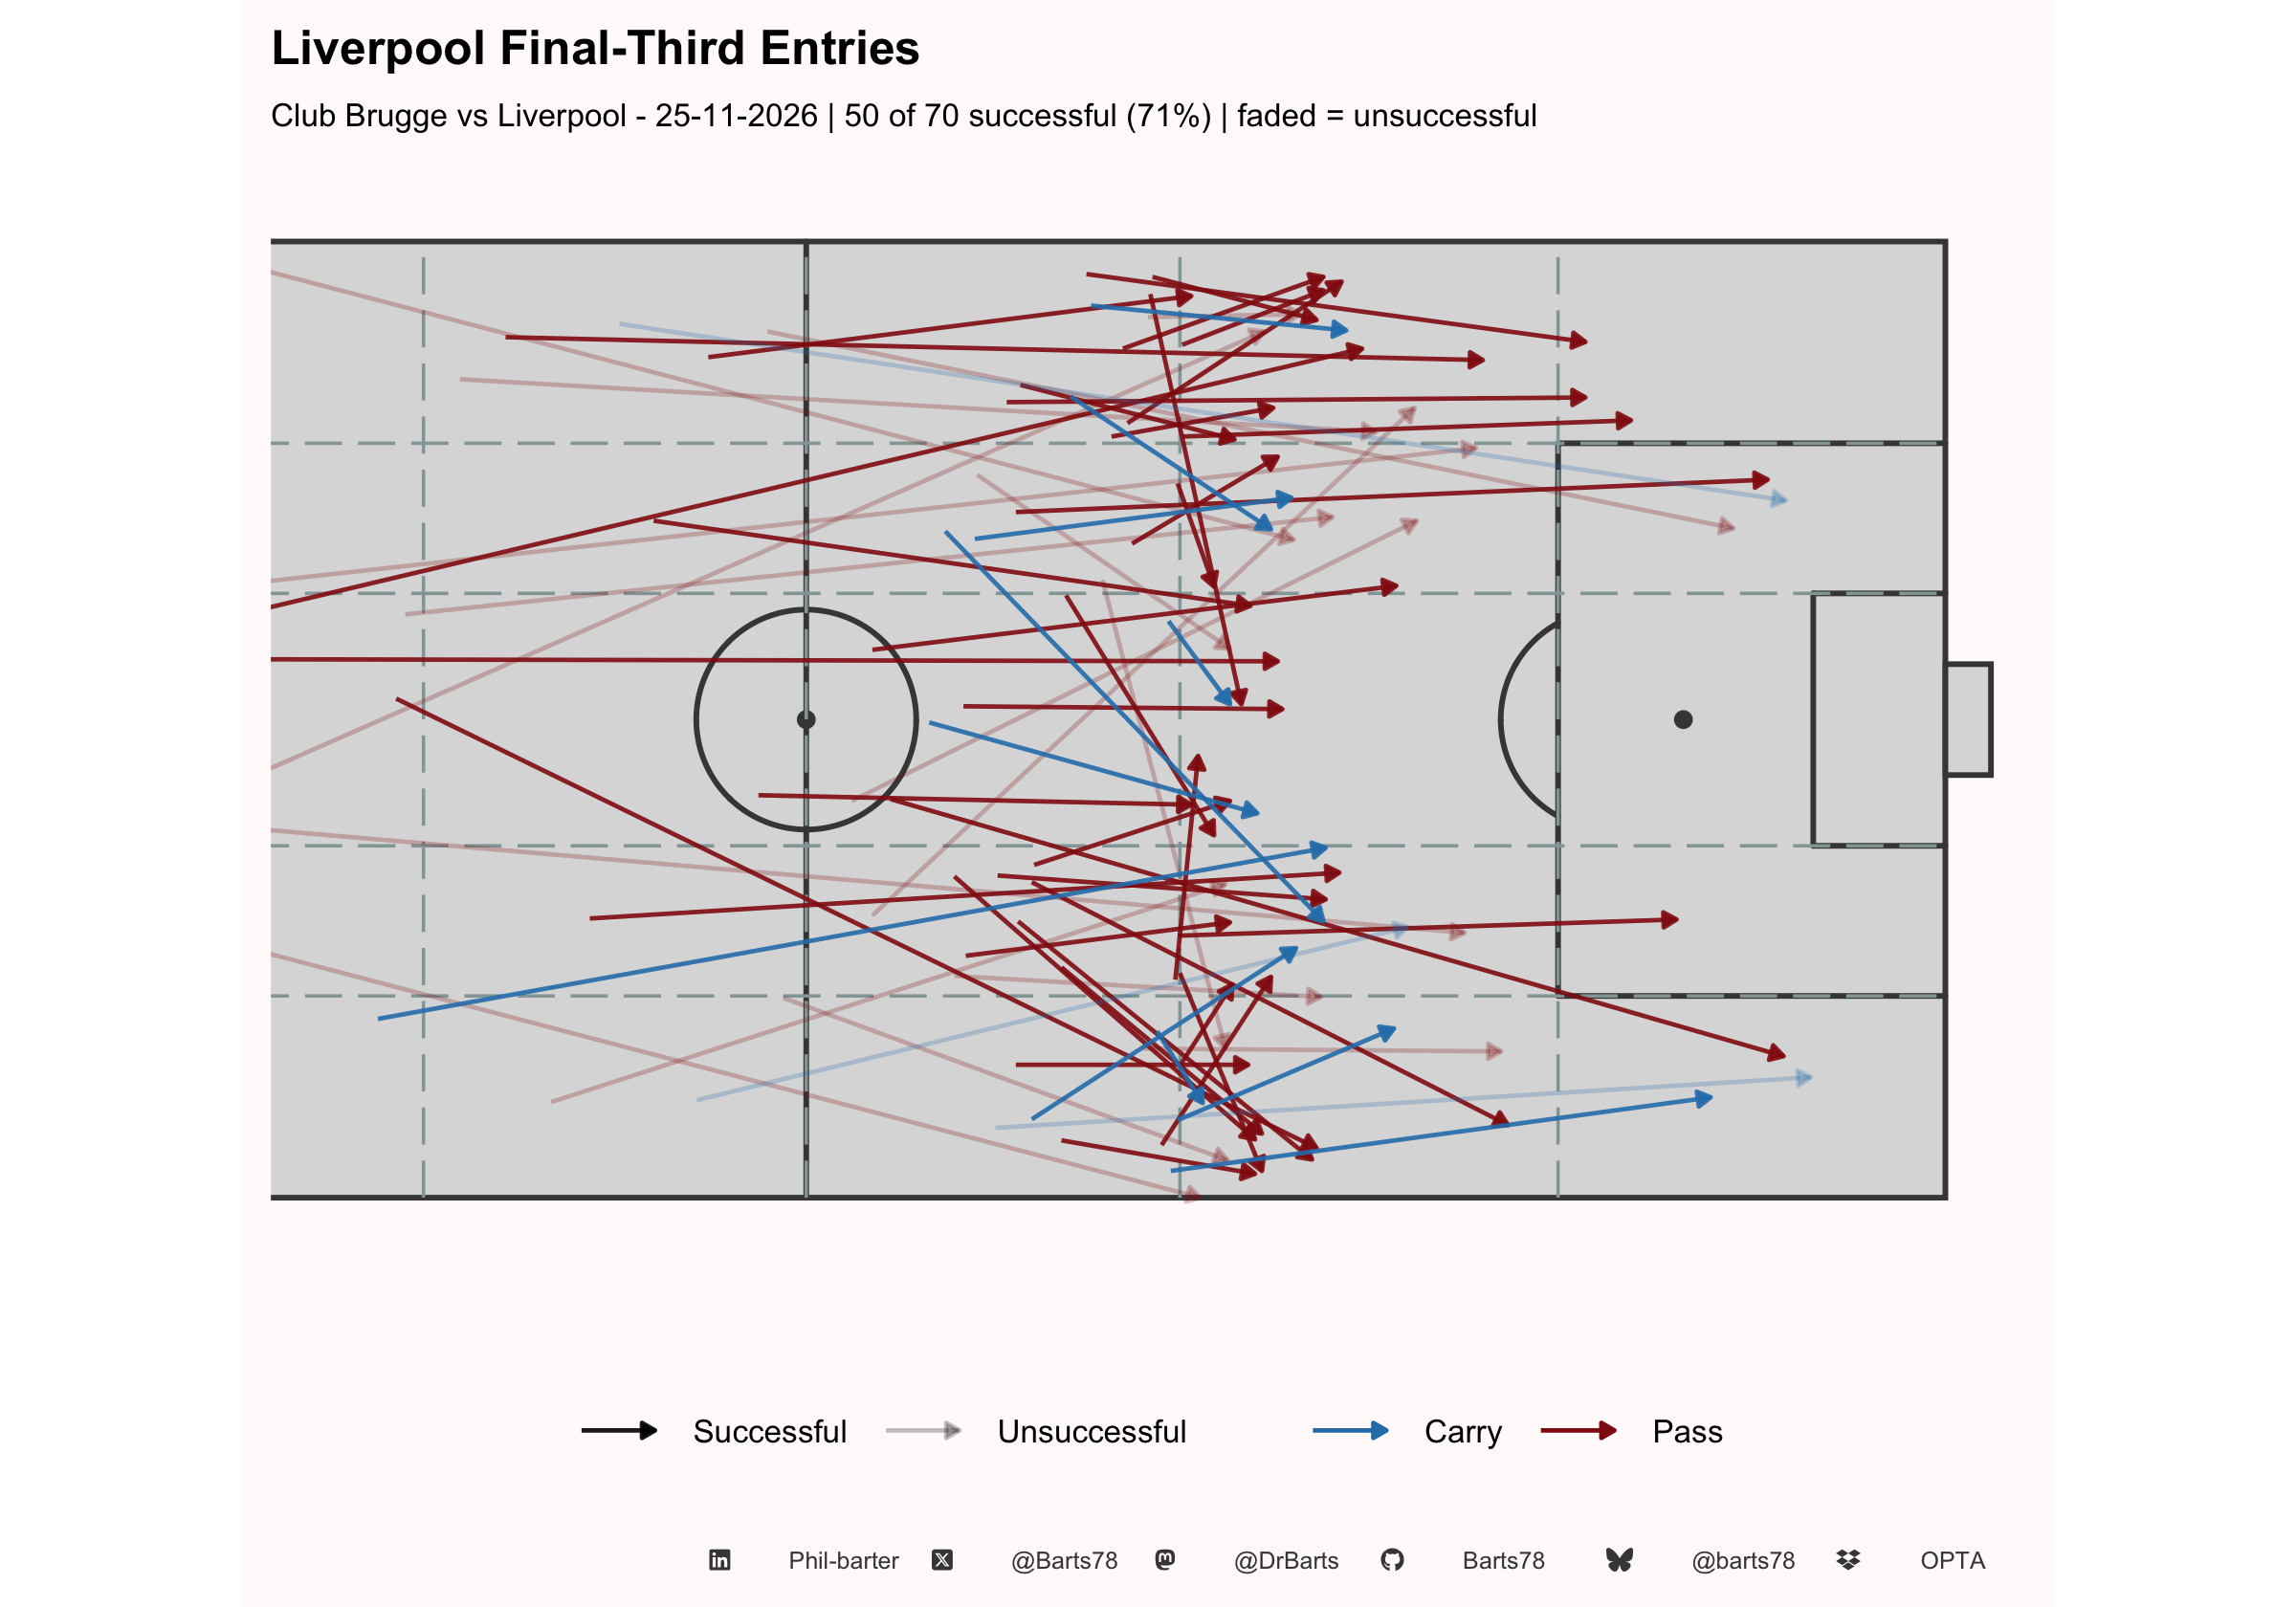 Liverpool Final-Third Entries
Club Brugge vs Liverpool - 25-11-2026 | 50 of 70 successful (71%) | faded = unsuccessful
Successful Unsuccessful Carry Pass
Phil-barter @Barts78 @DrBarts Barts78 @barts78 OPTA